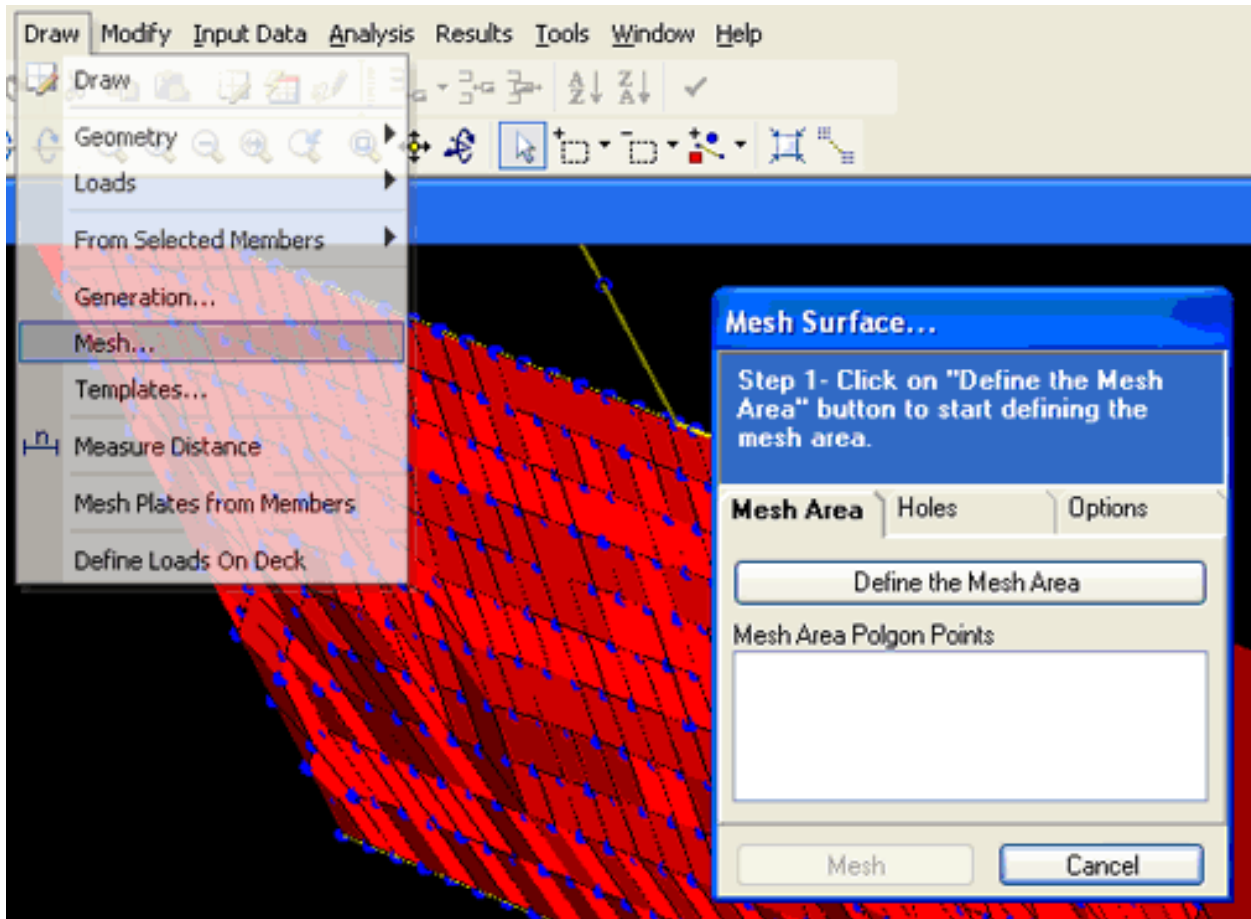 Draw Modify Input Data Analysis Results Tools Window Help
Draw
Geometry
Loads
From Selected Members
Generation...
Mesh...
Templates...
Measure Distance
Mesh Plates from Members
Define Loads On Deck
Mesh Surface...
Step 1- Click on "Define the Mesh
Area" button to start defining the
mesh area.
Mesh Area Holes Options
Define the Mesh Area
Mesh Area Polgon Points
Mesh Cancel